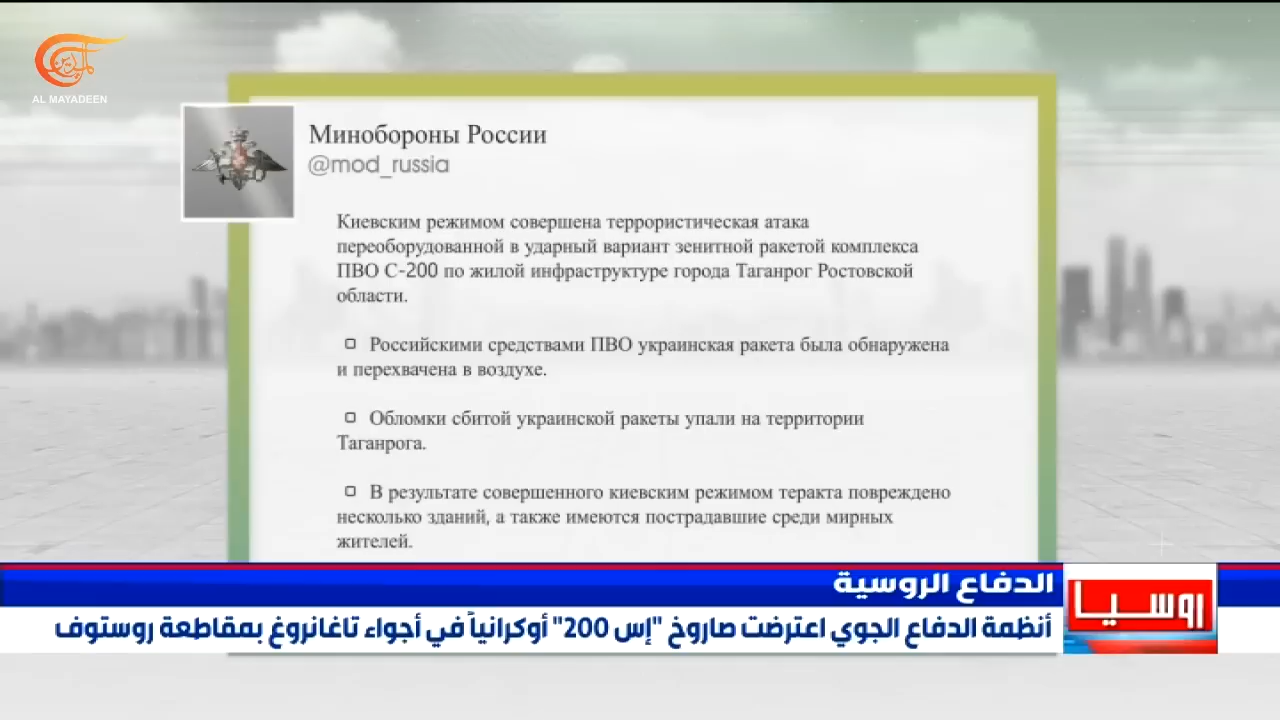 الميادين
AL MAYADEEN
Минобороны России
@mod_russia
Киевским режимом совершена террористическая атака
переоборудованной в ударный вариант зенитной ракетой комплекса
ПВО С-200 по жилой инфраструктуре города Таганрог Ростовской
области.
Российскими средствами ПВО украинская ракета была обнаружена
и перехвачена в воздухе.
Обломки сбитой украинской ракеты упали на территории
Таганрога.
В результате совершенного киевским режимом теракта повреждено
несколько зданий, а также имеются пострадавшие среди мирных
жителей.
الدفاع الروسية
روسيا
أنظمة الدفاع الجوي اعترضت صاروخ "إس 200" أوكرانياً في أجواء تاغانروغ بمقاطعة روستوف